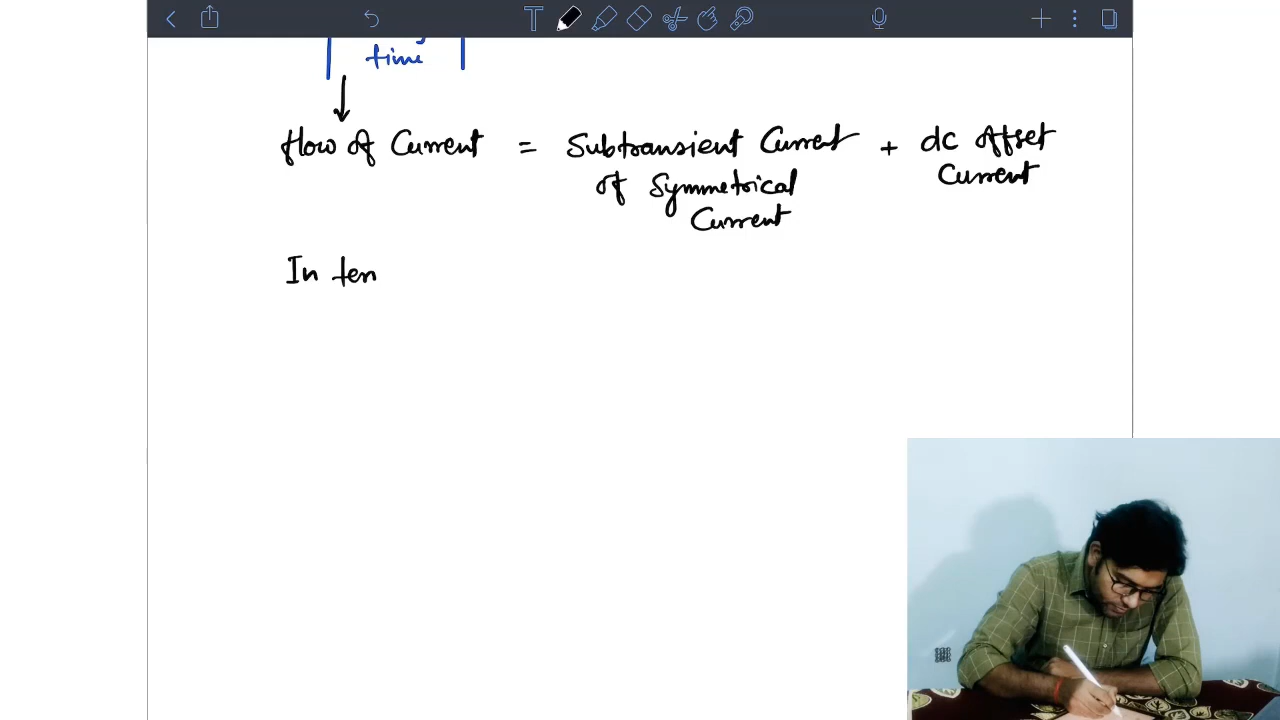 time
flow of Current = Subtransient Current + dc offset
of Symmetrical Current
Current
In ten